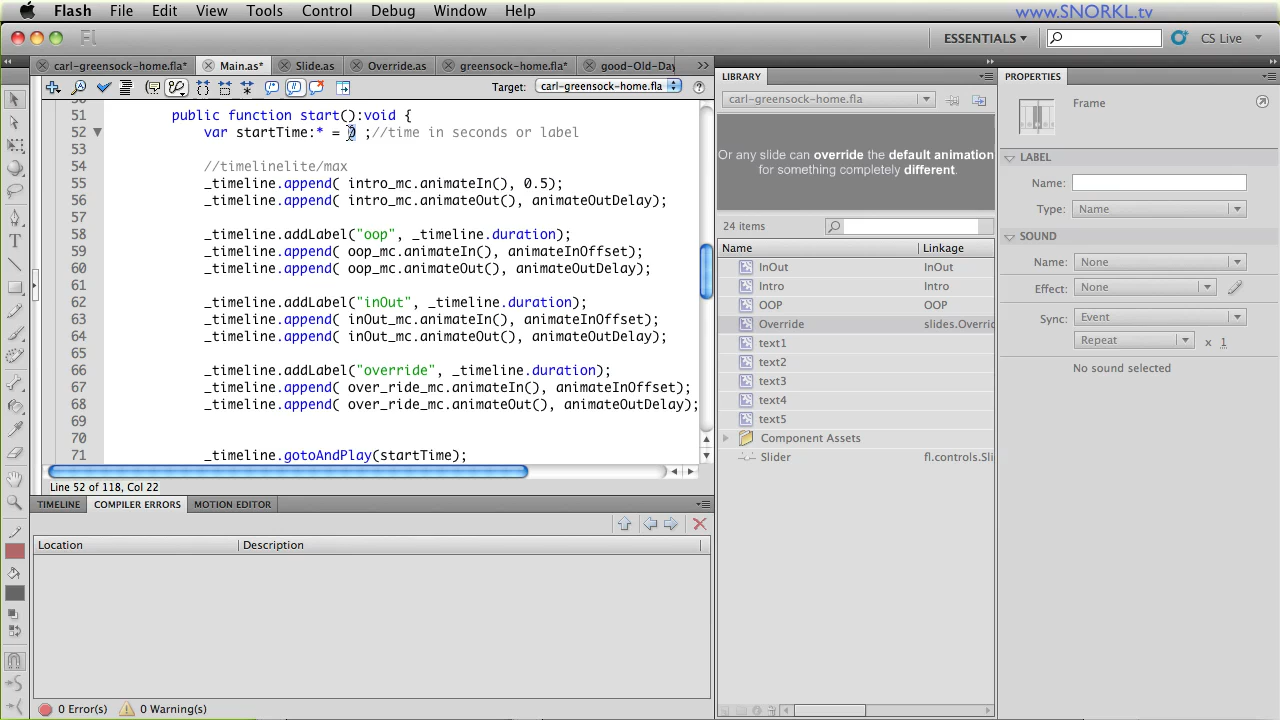 Flash File Edit View Tools Control Debug Window Help www.SNORKL.tv
Fl ESSENTIALS CS Live
carl-greensock-home.fla* Main.as* Slide.as Override.as greensock-home.fla* good-Old-Day
Target: carl-greensock-home.fla
51 public function start():void {
52 var startTime:* = 0 ;//time in seconds or label
53
54 //timelinelite/max
55 _timeline.append( intro_mc.animateIn(), 0.5);
56 _timeline.append( intro_mc.animateOut(), animateOutDelay);
57
58 _timeline.addLabel("oop", _timeline.duration);
59 _timeline.append( oop_mc.animateIn(), animateInOffset);
60 _timeline.append( oop_mc.animateOut(), animateOutDelay);
61
62 _timeline.addLabel("inOut", _timeline.duration);
63 _timeline.append( inOut_mc.animateIn(), animateInOffset);
64 _timeline.append( inOut_mc.animateOut(), animateOutDelay);
65
66 _timeline.addLabel("override", _timeline.duration);
67 _timeline.append( over_ride_mc.animateIn(), animateInOffset);
68 _timeline.append( over_ride_mc.animateOut(), animateOutDelay);
69
70
71 _timeline.gotoAndPlay(startTime);
Line 52 of 118, Col 22
TIMELINE COMPILER ERRORS MOTION EDITOR
Location Description
0 Error(s) 0 Warning(s)
LIBRARY
carl-greensock-home.fla
Or any slide can override the default animation
for something completely different.
24 items
Name Linkage
InOut InOut
Intro Intro
OOP OOP
Override slides.Overri
text1
text2
text3
text4
text5
Component Assets
Slider fl.controls.Sli
PROPERTIES
Frame
LABEL
Name:
Type: Name
SOUND
Name: None
Effect: None
Sync: Event
Repeat x 1
No sound selected